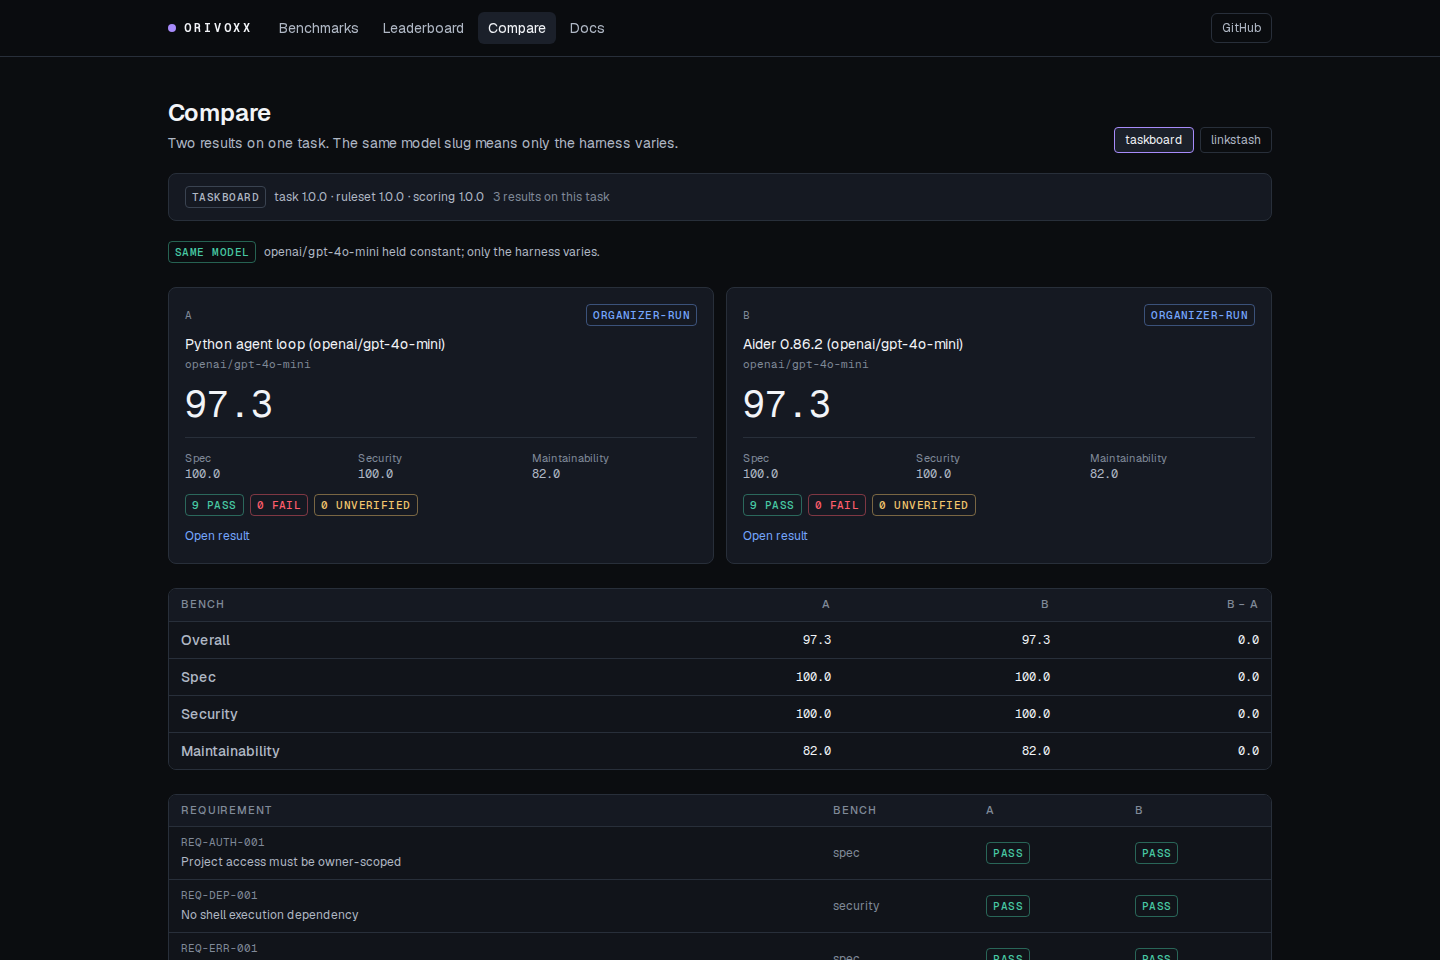 ORIVOXX Benchmarks Leaderboard Compare Docs GitHub
Compare
Two results on one task. The same model slug means only the harness varies.
taskboard linkstash
TASKBOARD task 1.0.0 · ruleset 1.0.0 · scoring 1.0.0 3 results on this task
SAME MODEL openai/gpt-4o-mini held constant; only the harness varies.
A ORGANIZER-RUN
Python agent loop (openai/gpt-4o-mini)
openai/gpt-4o-mini
97.3
Spec Security Maintainability
100.0 100.0 82.0
9 PASS 0 FAIL 0 UNVERIFIED
Open result
B ORGANIZER-RUN
Aider 0.86.2 (openai/gpt-4o-mini)
openai/gpt-4o-mini
97.3
Spec Security Maintainability
100.0 100.0 82.0
9 PASS 0 FAIL 0 UNVERIFIED
Open result
BENCH A B B − A
Overall 97.3 97.3 0.0
Spec 100.0 100.0 0.0
Security 100.0 100.0 0.0
Maintainability 82.0 82.0 0.0
REQUIREMENT BENCH A B
REQ-AUTH-001
Project access must be owner-scoped spec PASS PASS
REQ-DEP-001
No shell execution dependency security PASS PASS
REQ-ERR-001
spec PASS PASS